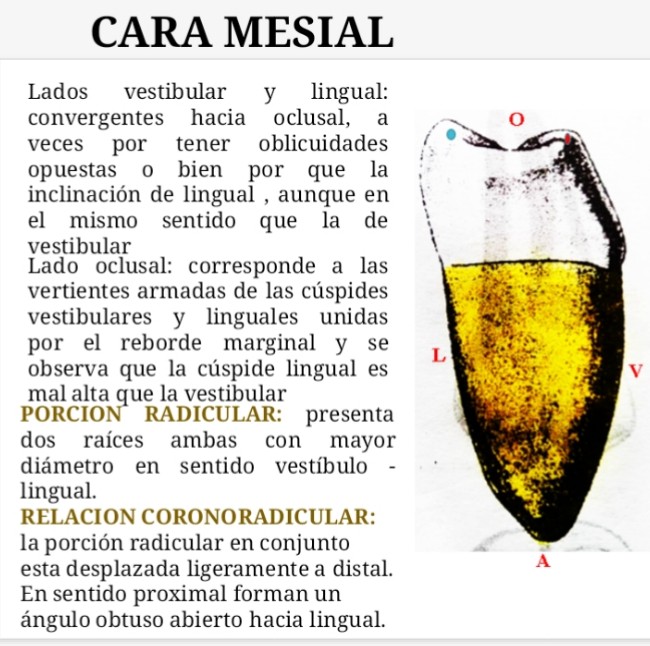 CARA MESIAL
Lados vestibular y lingual:
convergentes hacia oclusal, a
veces por tener oblicuidades
opuestas o bien por que la
inclinación de lingual , aunque en
el mismo sentido que la de
vestibular
Lado oclusal: corresponde a las
vertientes armadas de las cúspides
vestibulares y linguales unidas
por el reborde marginal y se
observa que la cúspide lingual es
mal alta que la vestibular
PORCION RADICULAR: presenta
dos raíces ambas con mayor
diámetro en sentido vestíbulo -
lingual.
RELACION CORONORADICULAR:
la porción radicular en conjunto
esta desplazada ligeramente a distal.
En sentido proximal forman un
ángulo obtuso abierto hacia lingual.
O
L
V
A